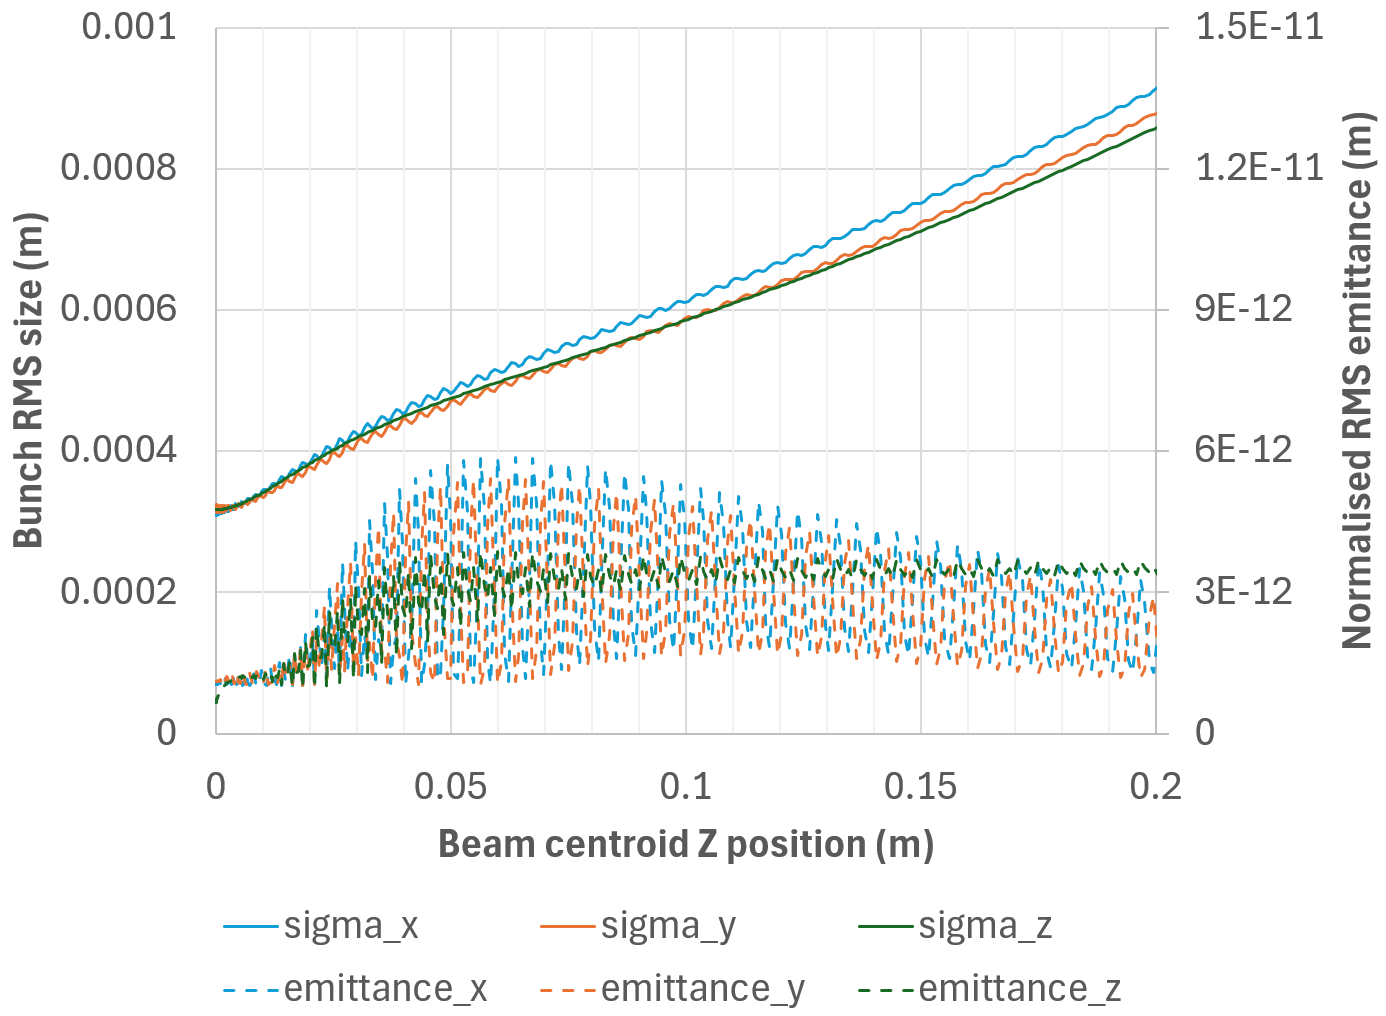 0.001
0.0008
0.0006
0.0004
0.0002
0
Bunch RMS size (m)
1.5E-11
1.2E-11
9E-12
6E-12
3E-12
0
Normalised RMS emittance (m)
0 0.05 0.1 0.15 0.2
Beam centroid Z position (m)
sigma_x sigma_y sigma_z
emittance_x emittance_y emittance_z